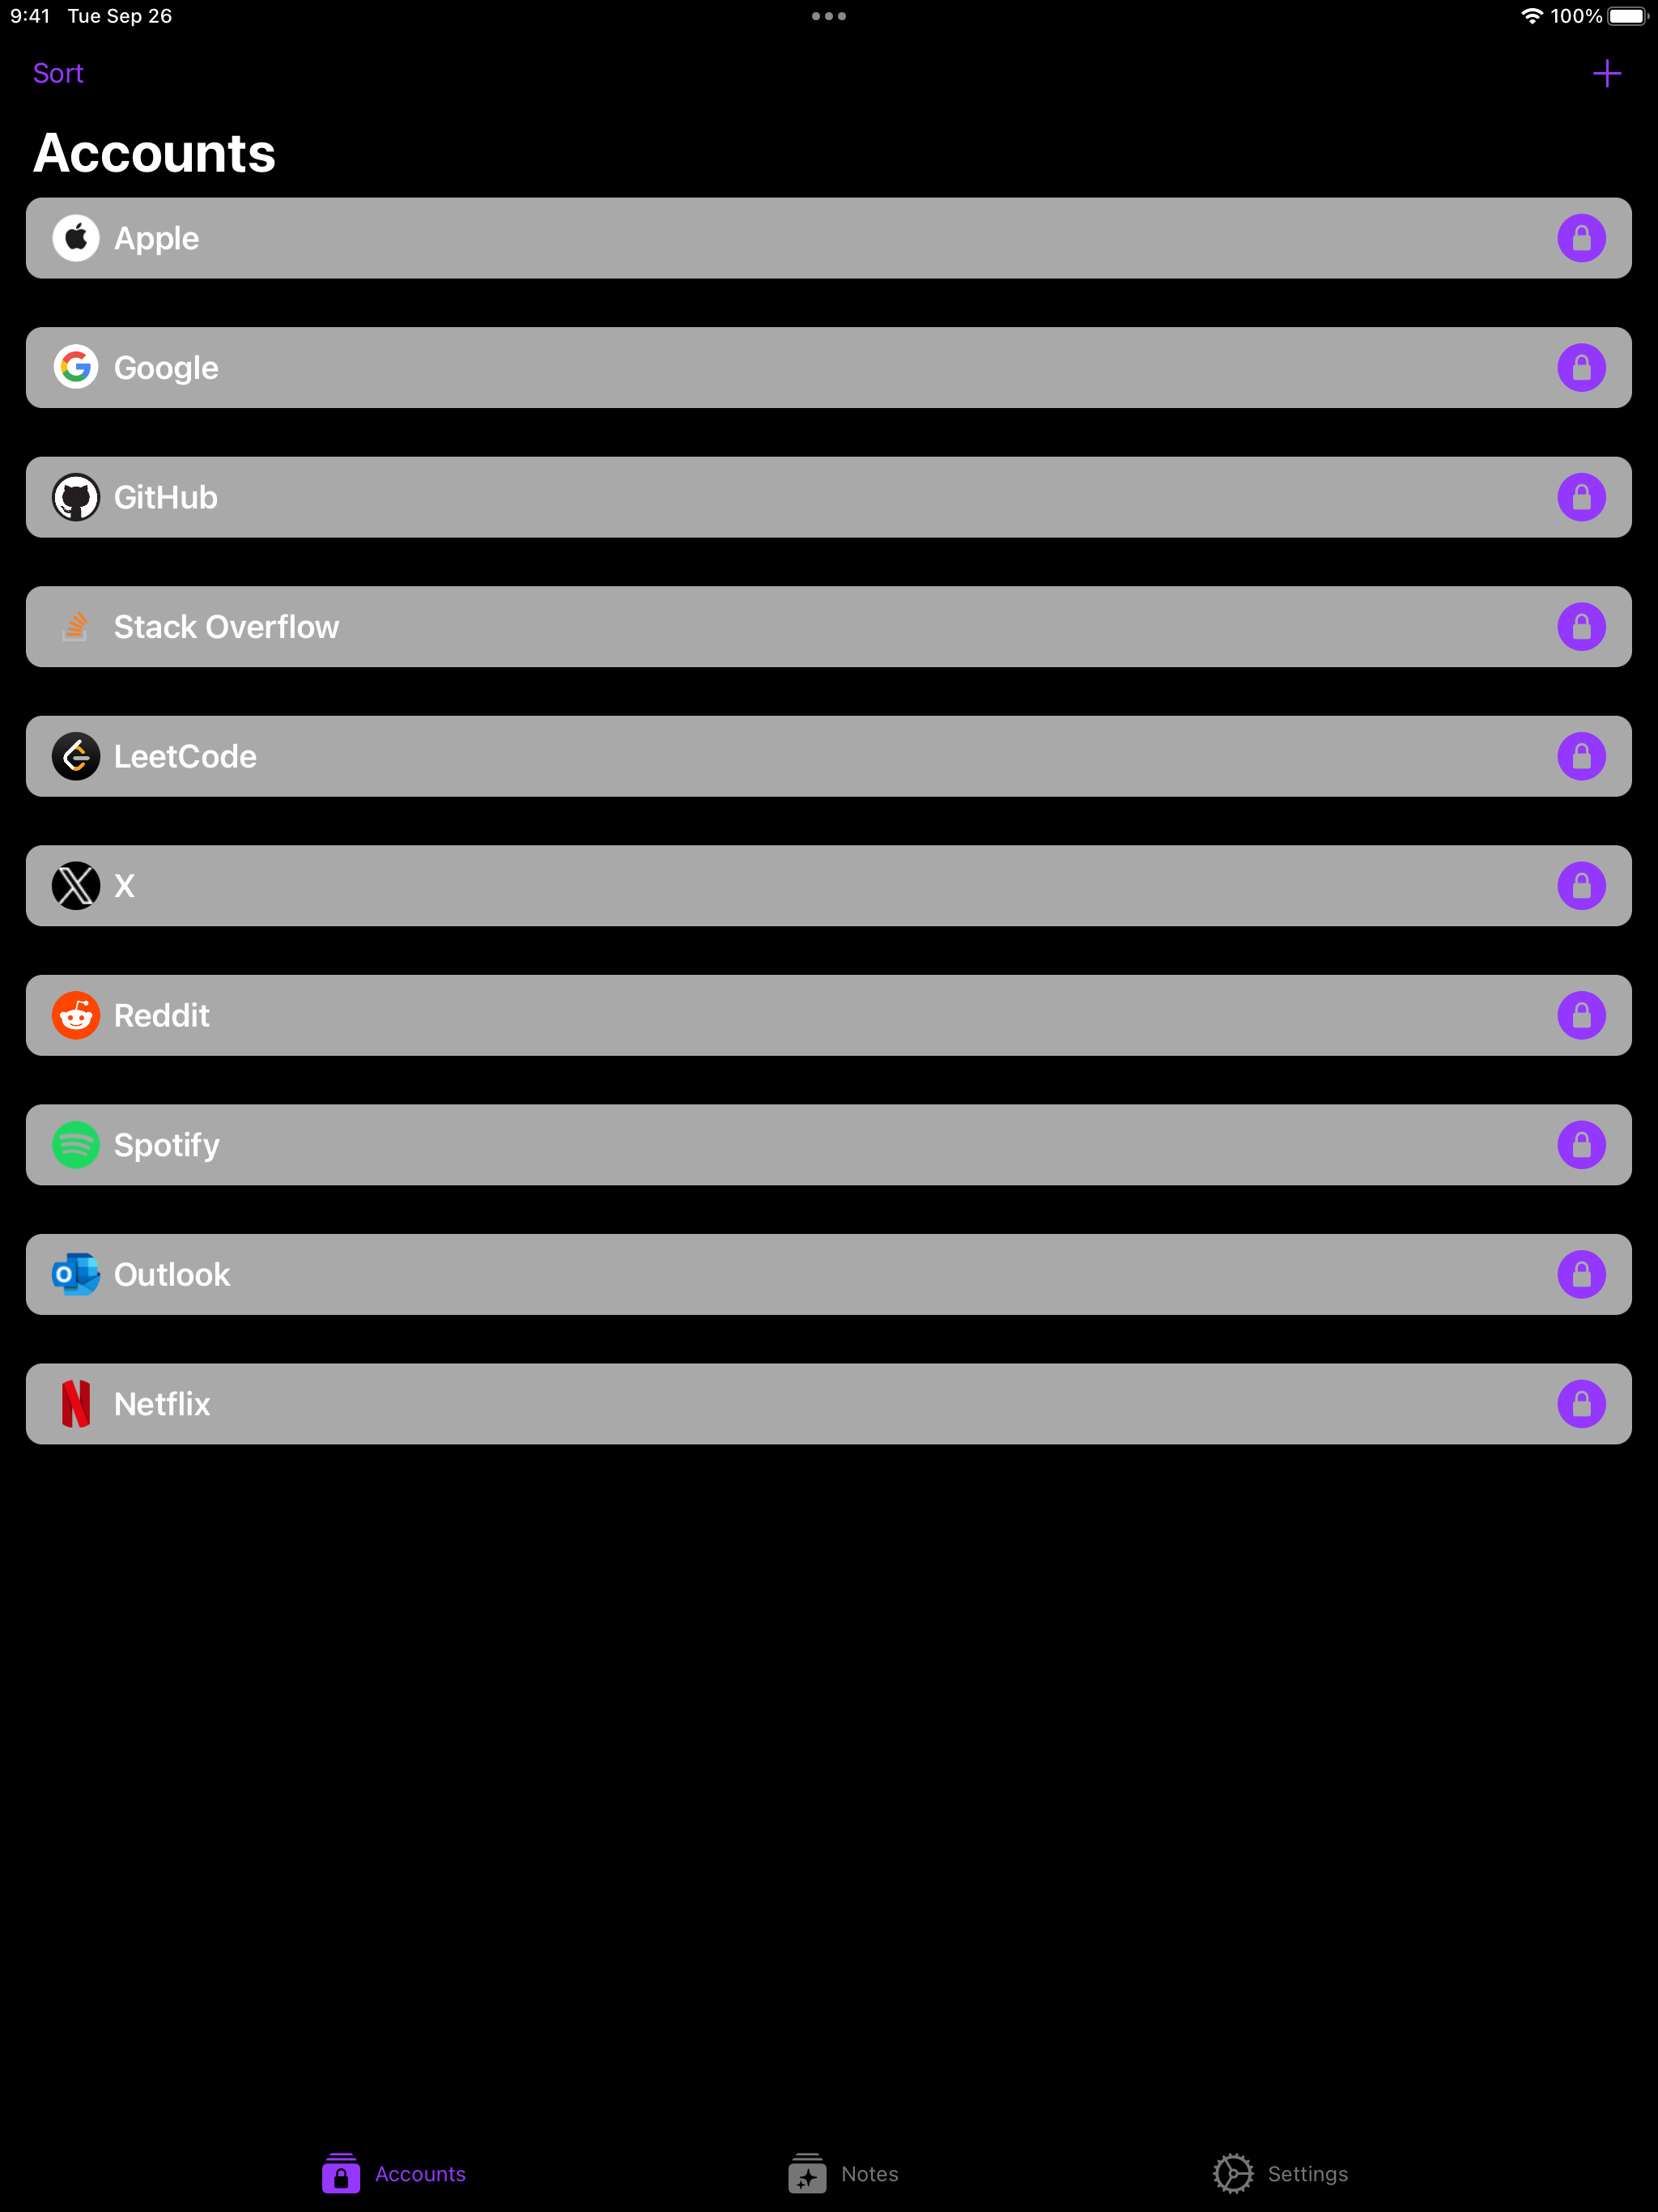 9:41 Tue Sep 26 100%
Sort
Accounts
Apple
Google
GitHub
Stack Overflow
LeetCode
X
Reddit
Spotify
Outlook
Netflix
Accounts Notes Settings